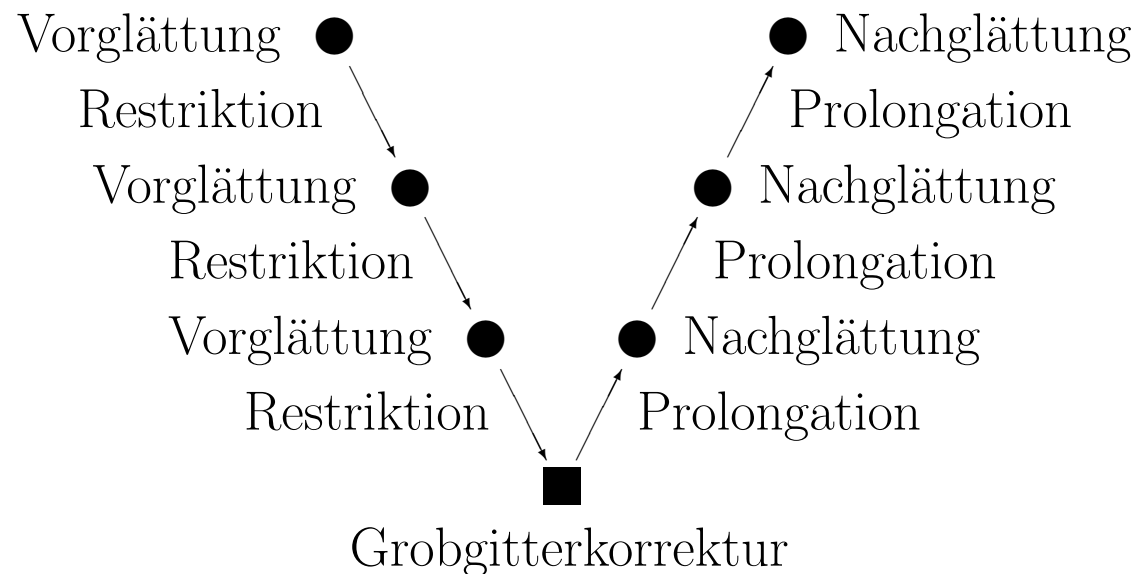 Vorglättung Nachglättung
Restriktion Prolongation
Vorglättung Nachglättung
Restriktion Prolongation
Vorglättung Nachglättung
Restriktion Prolongation
Grobgitterkorrektur